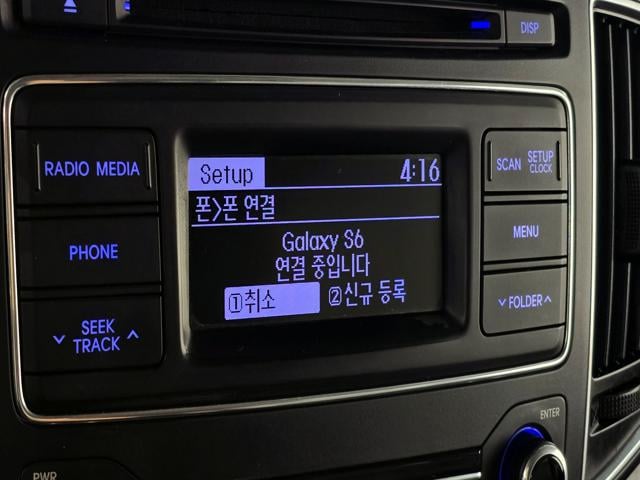 DISP
RADIO MEDIA
PHONE
SEEK
TRACK
Setup 4:16
폰>폰 연결
Galaxy S6
연결 중입니다
①취소 ②신규 등록
SCAN SETUP
CLOCK
MENU
FOLDER
ENTER
PWR